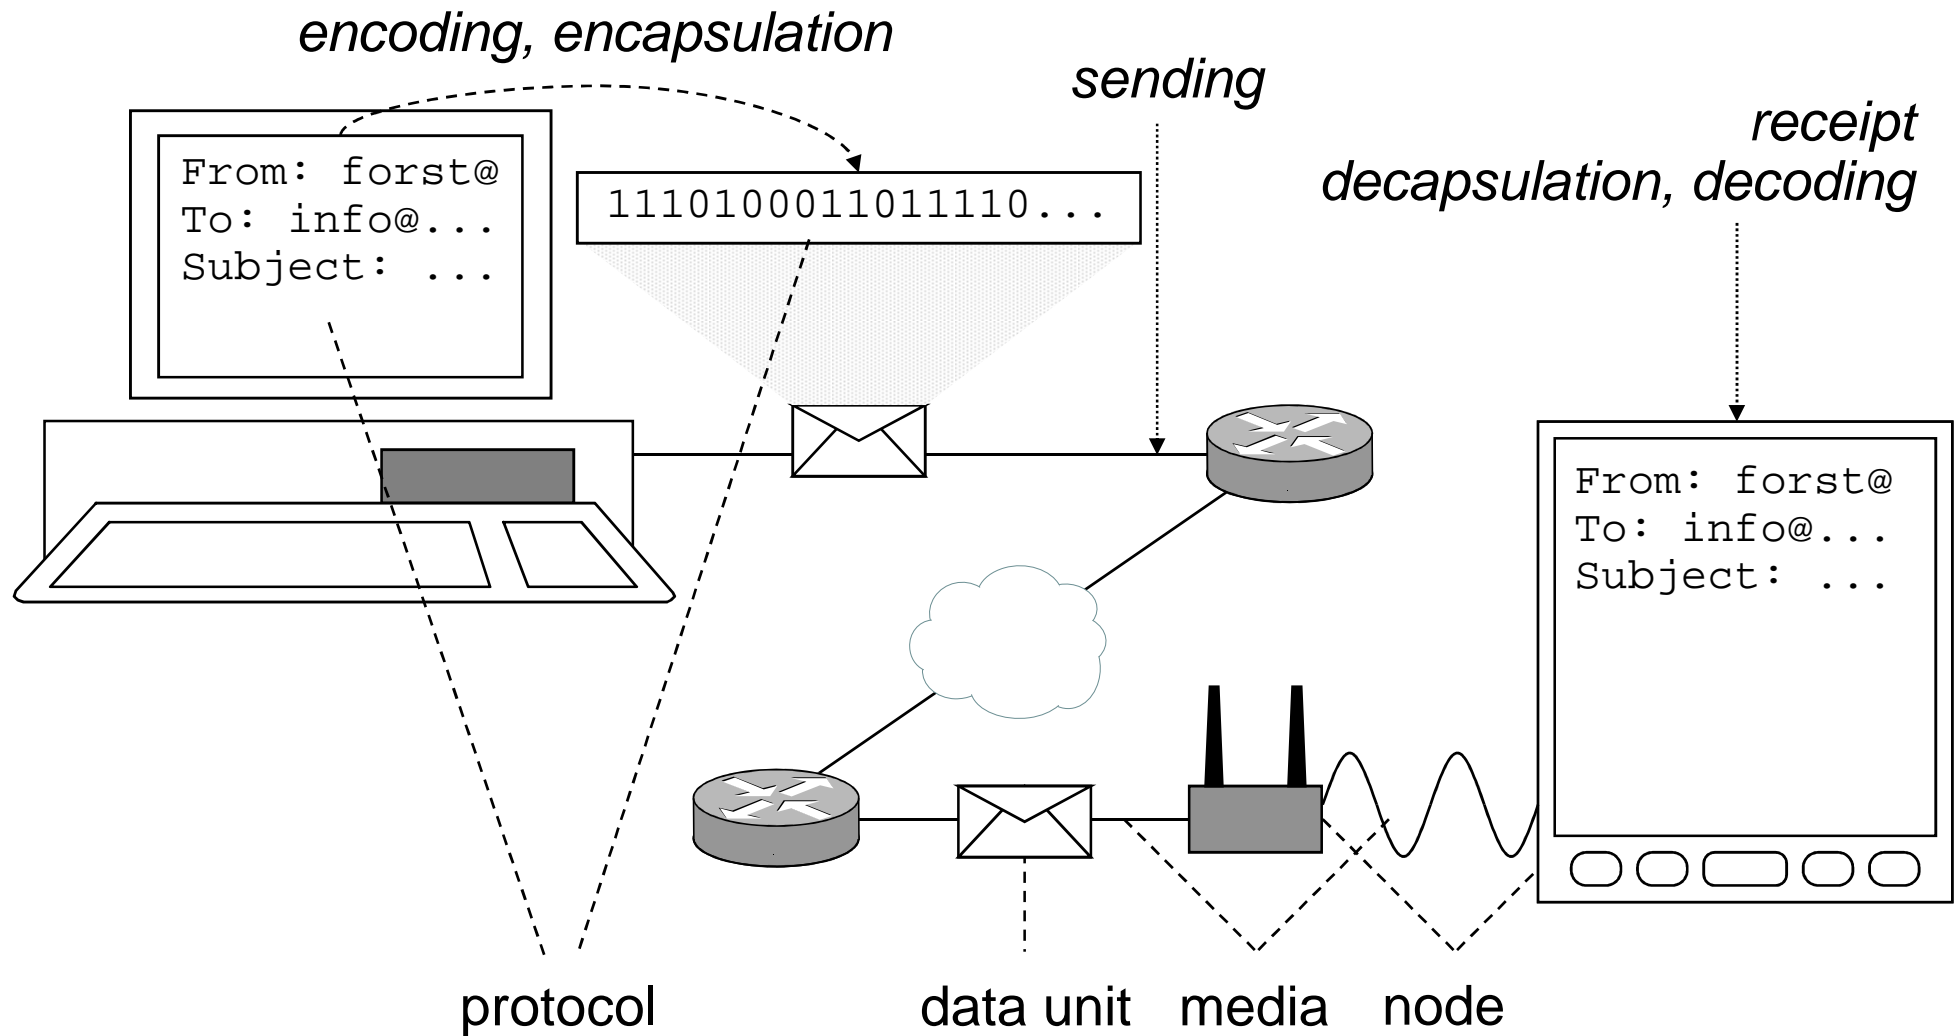 encoding, encapsulation
sending
receipt
decapsulation, decoding
From: forst@
To: info@...
Subject: ...
1110100011011110...
From: forst@
To: info@...
Subject: ...
protocol
data unit
media
node